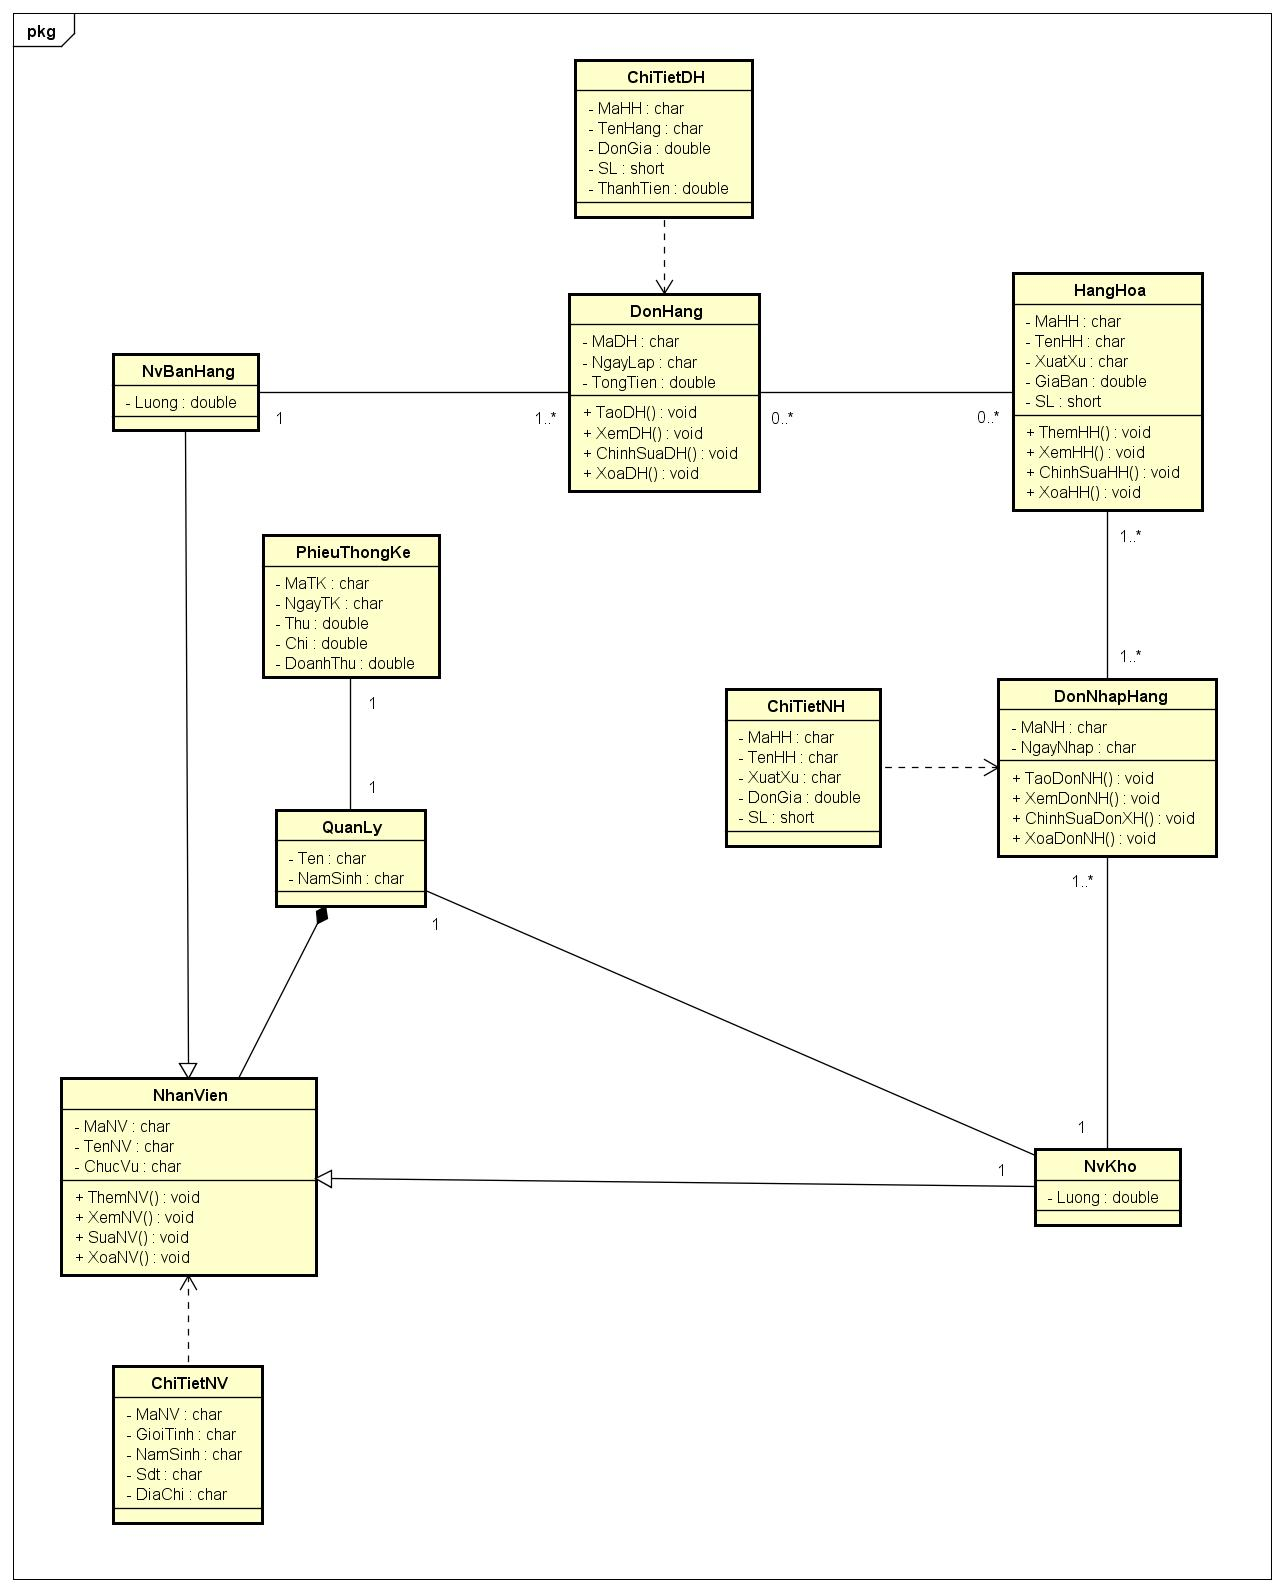 pkg
ChiTietDH
- MaHH : char
- TenHang : char
- DonGia : double
- SL : short
- ThanhTien : double
DonHang
- MaDH : char
- NgayLap : char
- TongTien : double
+ TaoDH() : void
+ XemDH() : void
+ ChinhSuaDH() : void
+ XoaDH() : void
HangHoa
- MaHH : char
- TenHH : char
- XuatXu : char
- GiaBan : double
- SL : short
+ ThemHH() : void
+ XemHH() : void
+ ChinhSuaHH() : void
+ XoaHH() : void
NvBanHang
- Luong : double
1
1..*
0..*
0..*
PhieuThongKe
- MaTK : char
- NgayTK : char
- Thu : double
- Chi : double
- DoanhThu : double
1..*
1..*
1
1
ChiTietNH
- MaHH : char
- TenHH : char
- XuatXu : char
- DonGia : double
- SL : short
DonNhapHang
- MaNH : char
- NgayNhap : char
+ TaoDonNH() : void
+ XemDonNH() : void
+ ChinhSuaDonXH() : void
+ XoaDonNH() : void
QuanLy
- Ten : char
- NamSinh : char
1
1..*
1
1
NhanVien
- MaNV : char
- TenNV : char
- ChucVu : char
+ ThemNV() : void
+ XemNV() : void
+ SuaNV() : void
+ XoaNV() : void
NvKho
- Luong : double
ChiTietNV
- MaNV : char
- GioiTinh : char
- NamSinh : char
- Sdt : char
- DiaChi : char